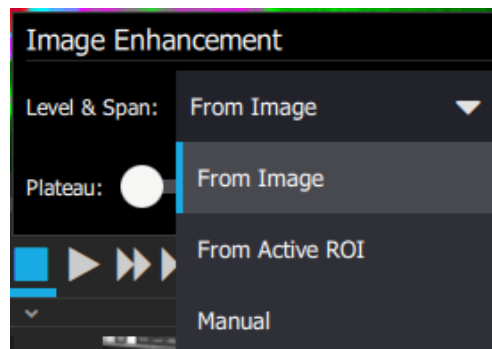 Image Enhancement
Level & Span: From Image
From Image
Plateau:
From Active ROI
Manual